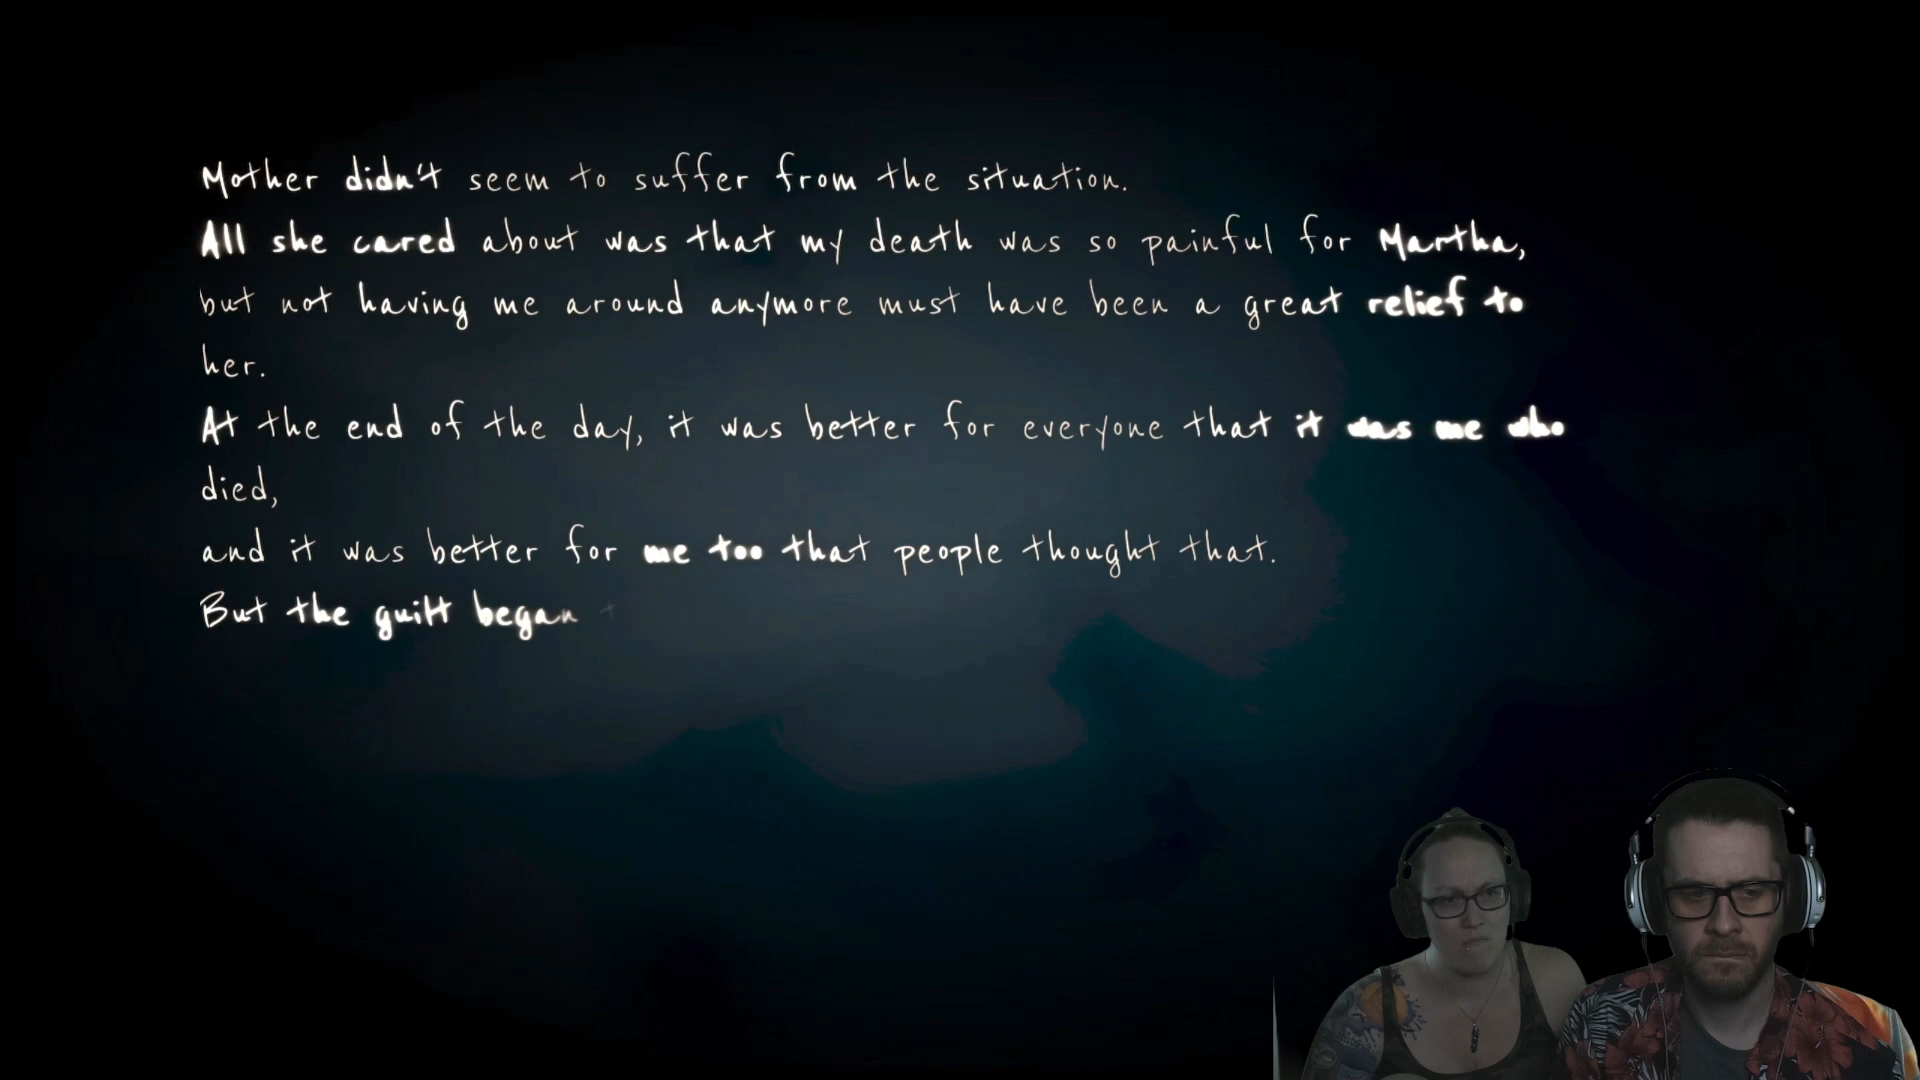 Mother didn't seem to suffer from the situation.
All she cared about was that my death was so painful for Martha,
but not having me around anymore must have been a great relief to
her.
At the end of the day, it was better for everyone that it was me who
died,
and it was better for me too that people thought that.
But the guilt began